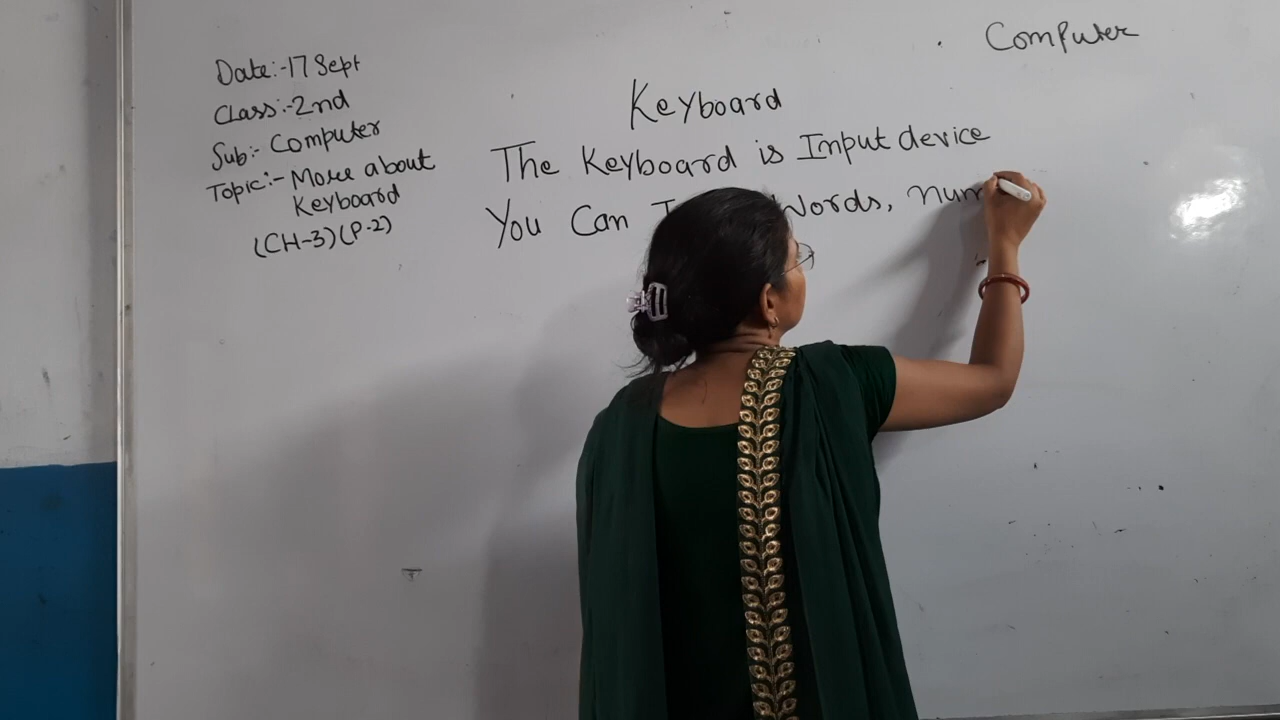 Computer
Date:-17 Sept
Class:-2nd
Sub:- Computer
Topic:- More about
Keyboard
(CH-3)(P-2)
Keyboard
The Keyboard is Input device
You Can Words, num